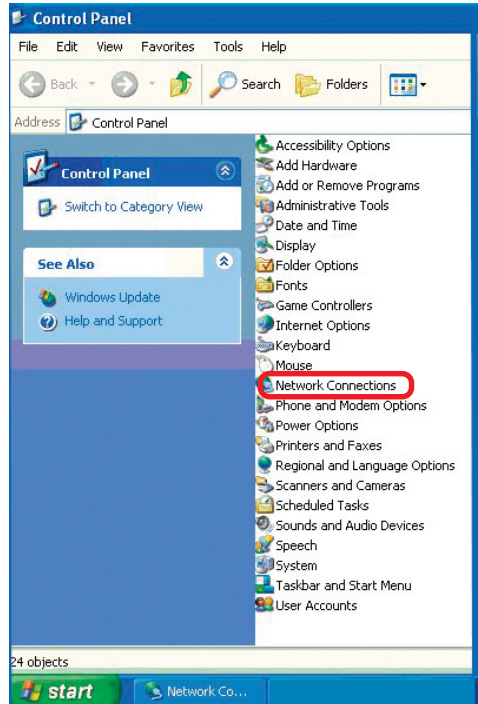 Control Panel
File Edit View Favorites Tools Help
Back Search Folders
Address Control Panel
Control Panel
Switch to Category View
See Also
Windows Update
Help and Support
Accessibility Options
Add Hardware
Add or Remove Programs
Administrative Tools
Date and Time
Display
Folder Options
Fonts
Game Controllers
Internet Options
Keyboard
Mouse
Network Connections
Phone and Modem Options
Power Options
Printers and Faxes
Regional and Language Options
Scanners and Cameras
Scheduled Tasks
Sounds and Audio Devices
Speech
System
Taskbar and Start Menu
User Accounts
24 objects
start Network Co...